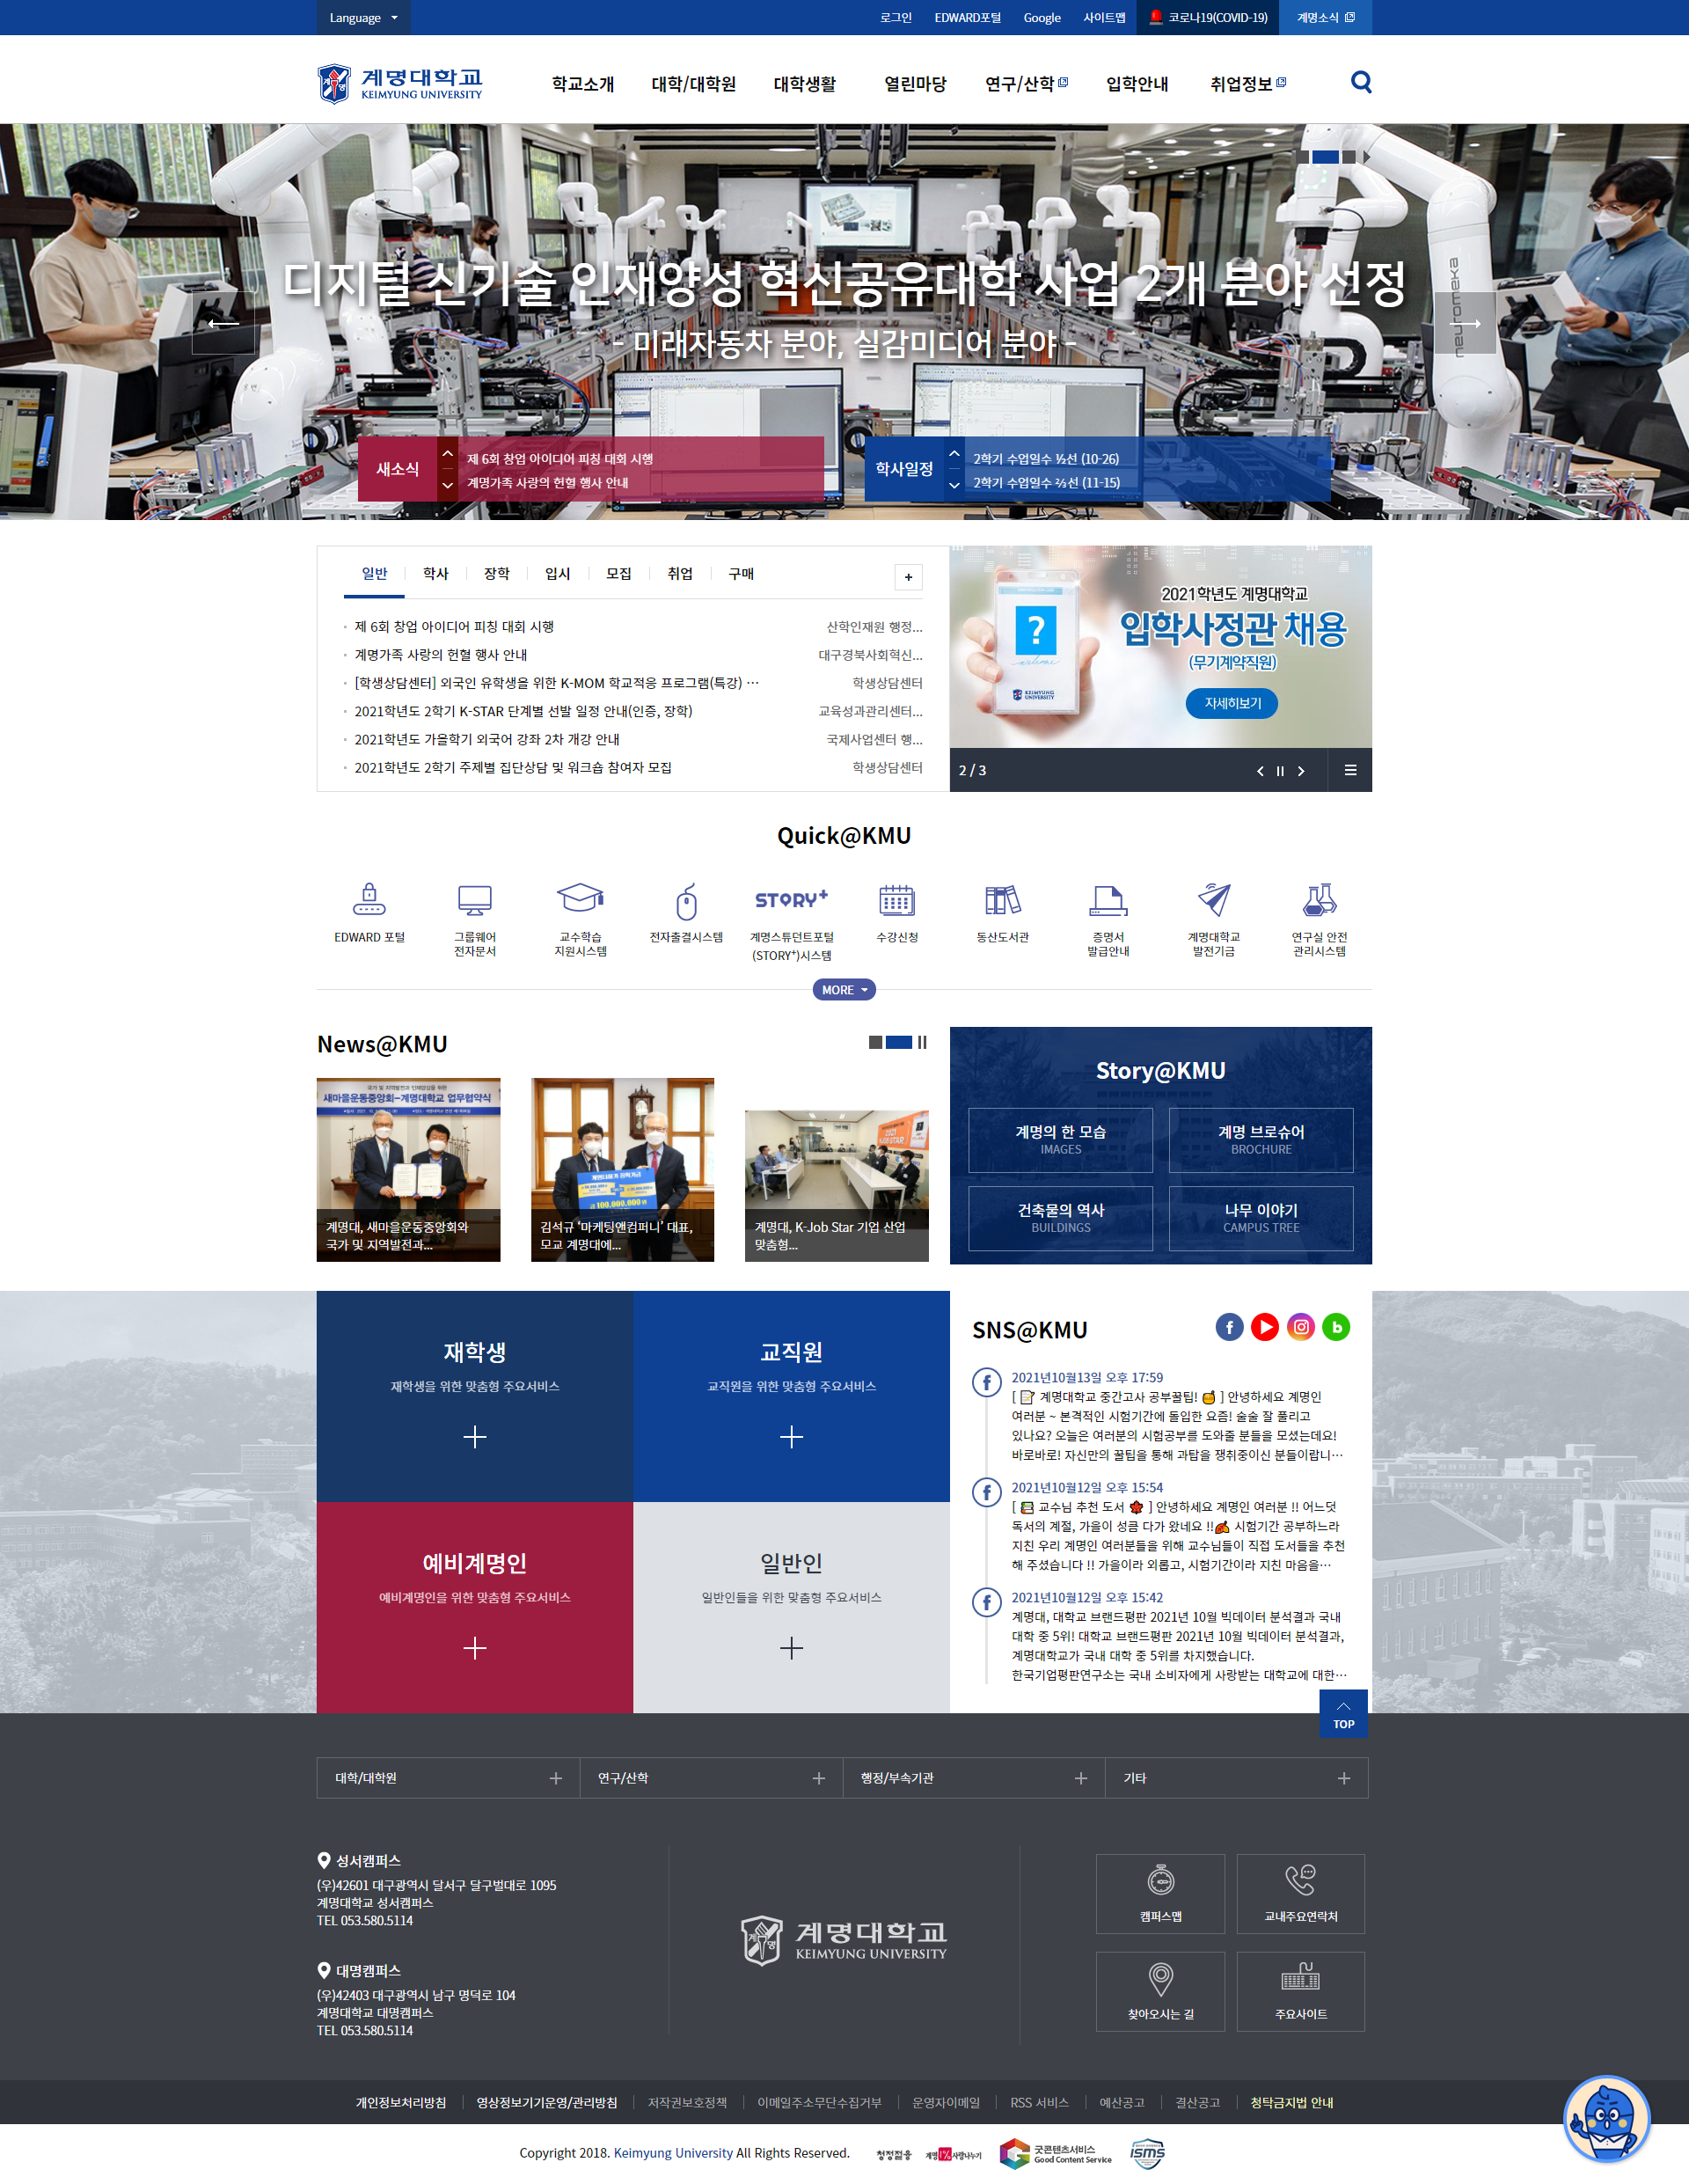 Language
로그인
EDWARD포털
Google
사이트맵
코로나19(COVID-19)
계명소식
계명대학교
KEIMYUNG UNIVERSITY
학교소개
대학/대학원
대학생활
열린마당
연구/산학
입학안내
취업정보
neuromeka
디지털 신기술 인재양성 혁신공유대학 사업 2개 분야 선정
- 미래자동차 분야, 실감미디어 분야 -
새소식
제 6회 창업 아이디어 피칭 대회 시행
계명가족 사랑의 헌혈 행사 안내
학사일정
2학기 수업일수 ½선 (10-26)
2학기 수업일수 ⅔선 (11-15)
일반
학사
장학
입시
모집
취업
구매
제 6회 창업 아이디어 피칭 대회 시행
산학인재원 행정...
계명가족 사랑의 헌혈 행사 안내
대구경북사회혁신...
[학생상담센터] 외국인 유학생을 위한 K-MOM 학교적응 프로그램(특강) ⋯
학생상담센터
2021학년도 2학기 K-STAR 단계별 선발 일정 안내(인증, 장학)
교육성과관리센터...
2021학년도 가을학기 외국어 강좌 2차 개강 안내
국제사업센터 행...
2021학년도 2학기 주제별 집단상담 및 워크숍 참여자 모집
학생상담센터
?
welcome
KEIMYUNG
UNIVERSITY
2021학년도 계명대학교
입학사정관 채용
(무기계약직원)
자세히보기
2 / 3
Quick@KMU
EDWARD 포털
그룹웨어
전자문서
교수학습
지원시스템
전자출결시스템
STORY+
계명스튜던트포털
(STORY+)시스템
수강신청
동산도서관
증명서
발급안내
계명대학교
발전기금
연구실 안전
관리시스템
MORE
News@KMU
국가 및 지역발전과 인재양성을 위한
새마을운동중앙회-계명대학교 업무협약식
계명대, 새마을운동중앙회와
국가 및 지역발전과...
100,000,000원
김석규 '마케팅앤컴퍼니' 대표,
모교 계명대에...
2021
K-JOB STAR
계명대, K-Job Star 기업 산업
맞춤형...
Story@KMU
계명의 한 모습
IMAGES
계명 브로슈어
BROCHURE
건축물의 역사
BUILDINGS
나무 이야기
CAMPUS TREE
재학생
재학생을 위한 맞춤형 주요서비스
교직원
교직원을 위한 맞춤형 주요서비스
예비계명인
예비계명인을 위한 맞춤형 주요서비스
일반인
일반인들을 위한 맞춤형 주요서비스
SNS@KMU
2021년10월13일 오후 17:59
[ 📝 계명대학교 중간고사 공부꿀팁! 🍯 ] 안녕하세요 계명인
여러분 ~ 본격적인 시험기간에 돌입한 요즘! 술술 잘 풀리고
있나요? 오늘은 여러분의 시험공부를 도와줄 분들을 모셨는데요!
바로바로! 자신만의 꿀팁을 통해 과탑을 쟁취중이신 분들이랍니⋯
2021년10월12일 오후 15:54
[ 📚 교수님 추천 도서 🍁 ] 안녕하세요 계명인 여러분 !! 어느덧
독서의 계절, 가을이 성큼 다가 왔네요 !!🍂 시험기간 공부하느라
지친 우리 계명인 여러분들을 위해 교수님들이 직접 도서들을 추천
해 주셨습니다 !! 가을이라 외롭고, 시험기간이라 지친 마음을⋯
2021년10월12일 오후 15:42
계명대, 대학교 브랜드평판 2021년 10월 빅데이터 분석결과 국내
대학 중 5위! 대학교 브랜드평판 2021년 10월 빅데이터 분석결과,
계명대학교가 국내 대학 중 5위를 차지했습니다.
한국기업평판연구소는 국내 소비자에게 사랑받는 대학교에 대한⋯
TOP
대학/대학원
연구/산학
행정/부속기관
기타
성서캠퍼스
(우)42601 대구광역시 달서구 달구벌대로 1095
계명대학교 성서캠퍼스
TEL 053.580.5114
대명캠퍼스
(우)42403 대구광역시 남구 명덕로 104
계명대학교 대명캠퍼스
TEL 053.580.5114
계명대학교
KEIMYUNG UNIVERSITY
캠퍼스맵
교내주요연락처
찾아오시는 길
주요사이트
개인정보처리방침
영상정보기기운영/관리방침
저작권보호정책
이메일주소무단수집거부
운영자이메일
RSS 서비스
예산공고
결산공고
청탁금지법 안내
Copyright 2018. Keimyung University All Rights Reserved.
청정절융
계명1%사랑나누기
굿콘텐츠서비스
Good Content Service
ISMS